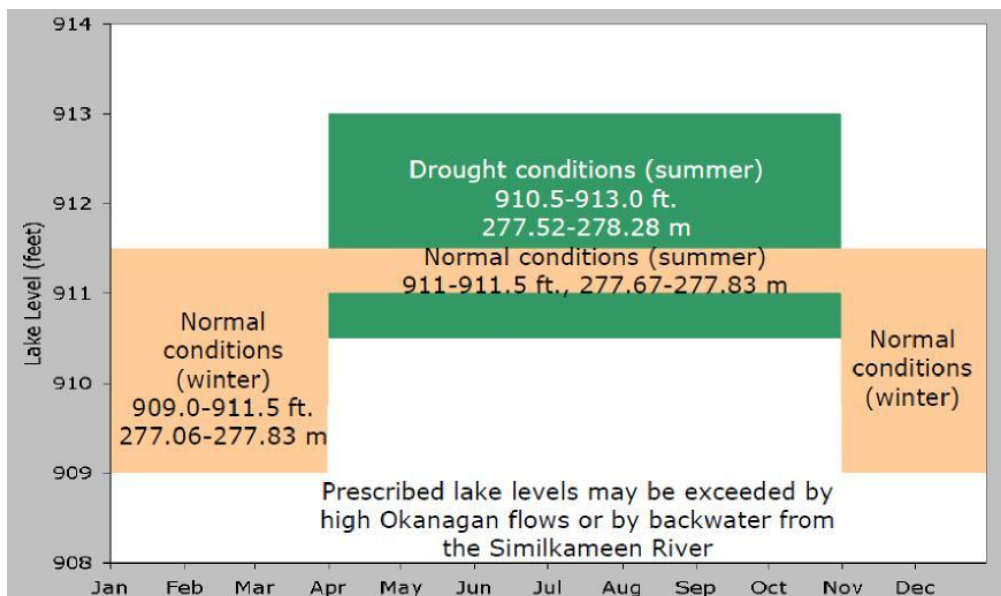 914
913
912
911
910
909
908
Lake Level (feet)
Drought conditions (summer)
910.5-913.0 ft.
277.52-278.28 m
Normal conditions (summer)
911-911.5 ft., 277.67-277.83 m
Normal
conditions
(winter)
909.0-911.5 ft.
277.06-277.83 m
Normal
conditions
(winter)
Prescribed lake levels may be exceeded by
high Okanagan flows or by backwater from
the Similkameen River
Jan Feb Mar Apr May Jun Jul Aug Sep Oct Nov Dec